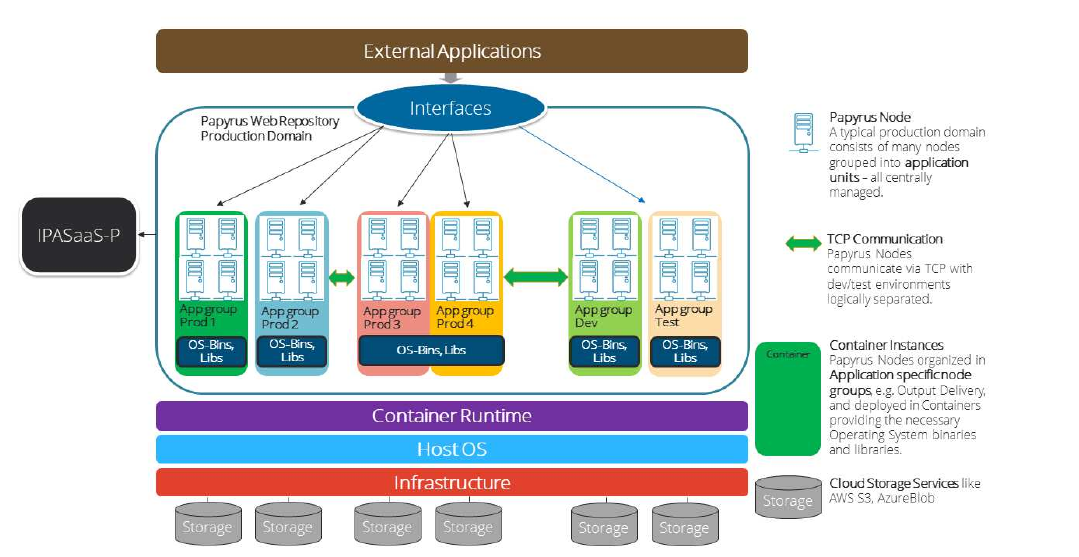 External Applications
Interfaces
Papyrus Web Repository
Production Domain
IPASaaS-P
App group
Prod 1
App group
Prod 2
App group
Prod 3
App group
Prod 4
App group
Dev
App group
Test
OS-Bins,
Libs
OS-Bins,
Libs
OS-Bins, Libs
OS-Bins,
Libs
OS-Bins,
Libs
Container Runtime
Host OS
Infrastructure
Storage
Storage
Storage
Storage
Storage
Storage
Papyrus Node
A typical production domain
consists of many nodes
grouped into application
units - all centrally
managed.
TCP Communication
Papyrus Nodes
communicate via TCP with
dev/test environments
logically separated.
Container
Container Instances
Papyrus Nodes organized in
Application specific node
groups, e.g. Output Delivery,
and deployed in Containers
providing the necessary
Operating System binaries
and libraries.
Storage
Cloud Storage Services like
AWS S3, AzureBlob